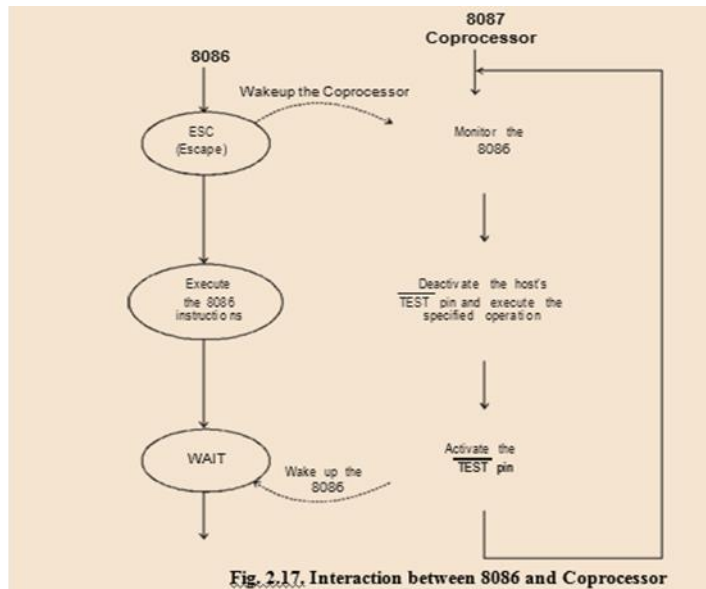 8086
8087
Coprocessor
Wakeup the Coprocessor
ESC
(Escape)
Monitor the
8086
Execute
the 8086
instructions
Deactivate the host's
TEST pin and execute the
specified operation
WAIT
Wake up the
8086
Activate the
TEST pin
Fig. 2.17. Interaction between 8086 and Coprocessor